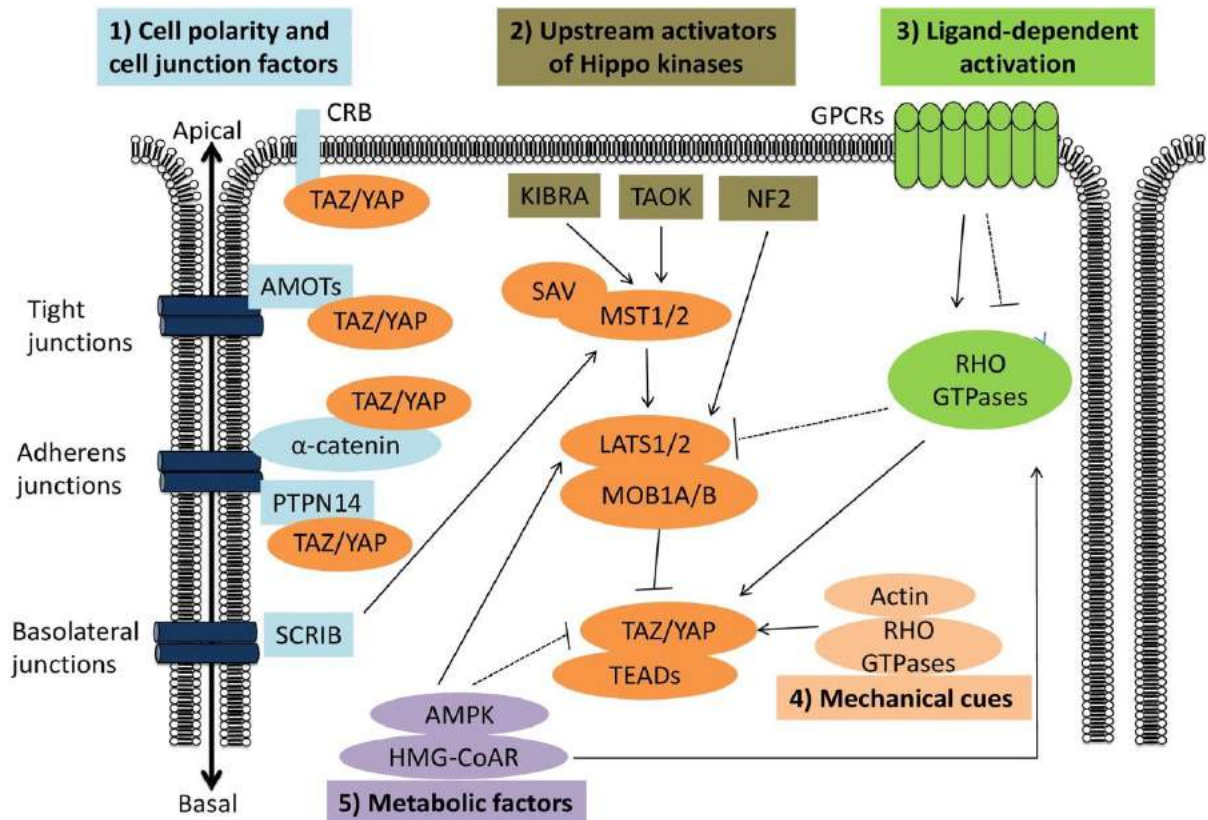 1) Cell polarity and
cell junction factors
2) Upstream activators
of Hippo kinases
3) Ligand-dependent
activation
CRB
GPCRs
Apical
TAZ/YAP
KIBRA
TAOK
NF2
AMOTs
SAV
MST1/2
Tight
junctions
TAZ/YAP
RHO
GTPases
TAZ/YAP
α-catenin
LATS1/2
Adherens
junctions
PTPN14
MOB1A/B
TAZ/YAP
Actin
RHO
GTPases
Basolateral
junctions
SCRIB
TAZ/YAP
TEADs
4) Mechanical cues
AMPK
HMG-CoAR
Basal
5) Metabolic factors